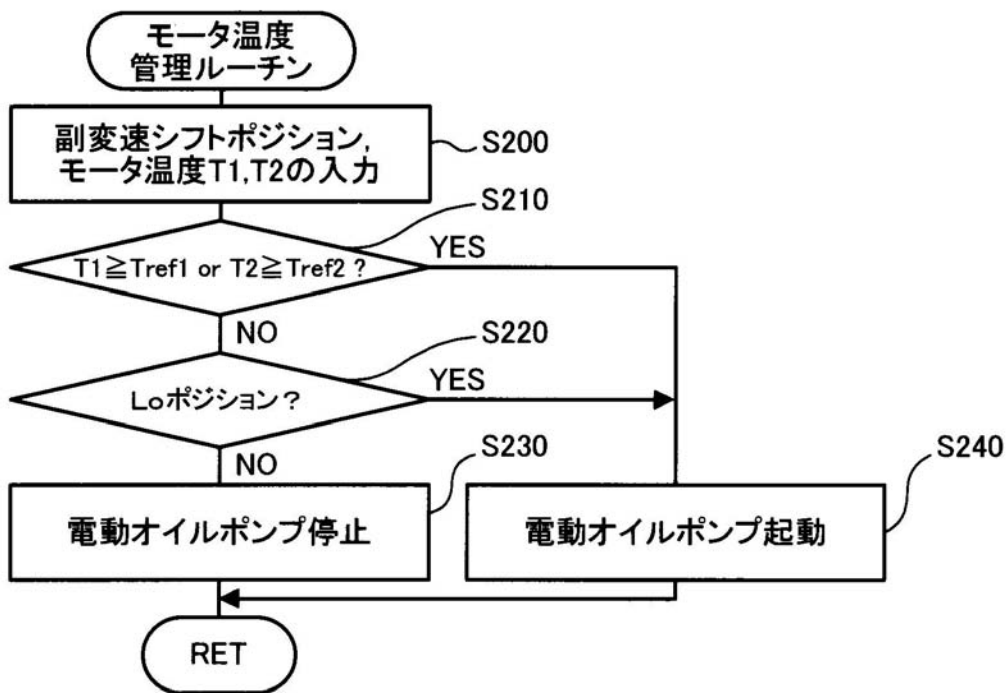 モータ温度
管理ルーチン
副変速シフトポジション,
モータ温度T1,T2の入力
S200
S210
T1≧Tref1 or T2≧Tref2 ?
YES
NO
S220
Loポジション?
YES
NO
S230
電動オイルポンプ停止
S240
電動オイルポンプ起動
RET